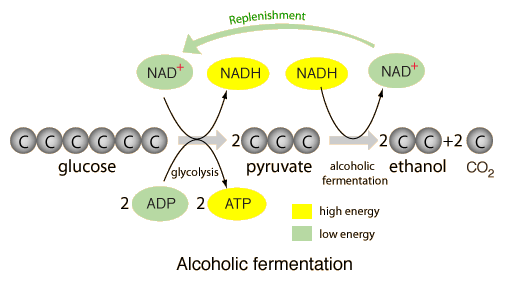 Replenishment
NAD+ NADH NADH NAD+
C C C C C C 2 C C C 2 C C +2 C
glucose pyruvate ethanol CO₂
glycolysis alcoholic
fermentation
2 ADP 2 ATP
high energy
low energy
Alcoholic fermentation